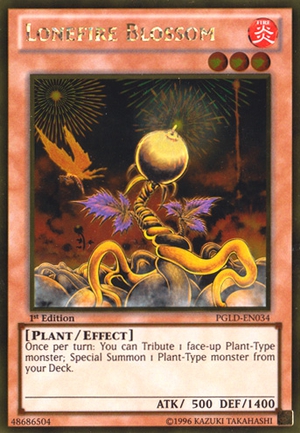 LONEFIRE BLOSSOM
FIRE
炎
1st Edition
PGLD-EN034
[PLANT/EFFECT]
Once per turn: You can Tribute 1 face-up Plant-Type
monster; Special Summon 1 Plant-Type monster from
your Deck.
ATK/ 500 DEF/1400
48686504
©1996 KAZUKI TAKAHASHI